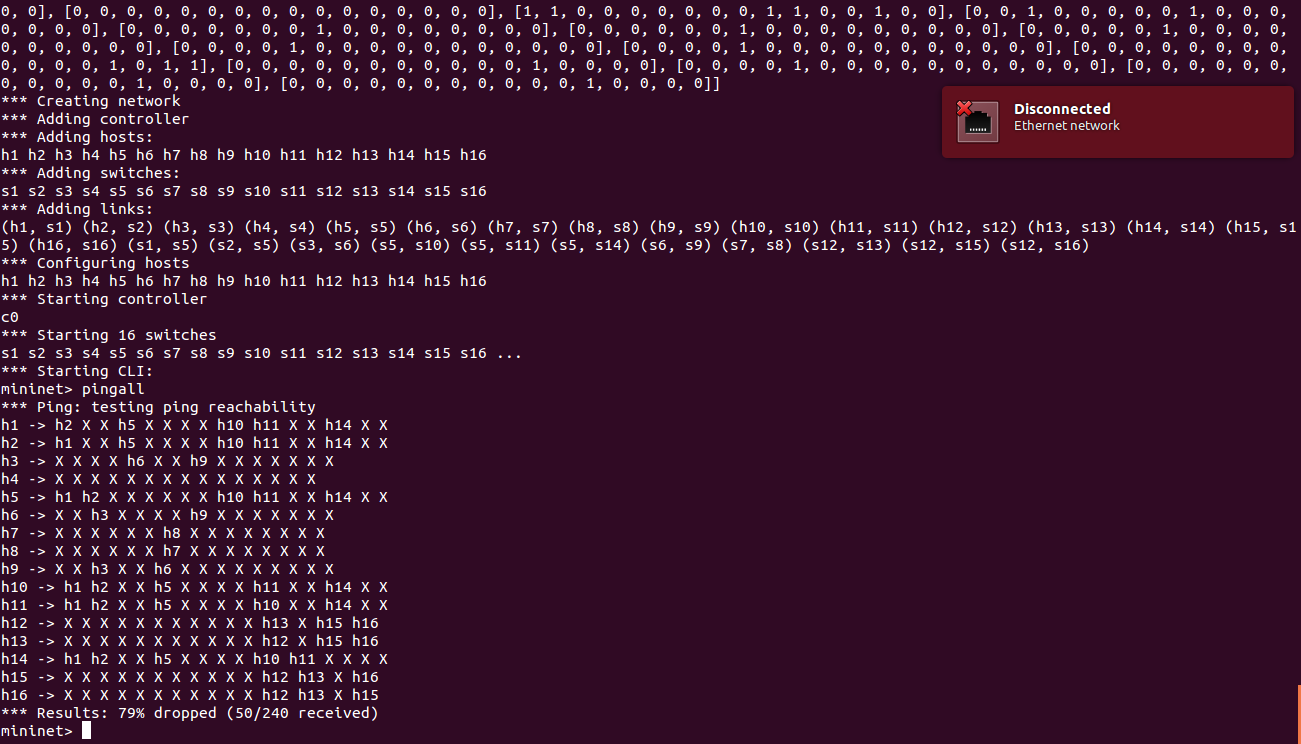 0, 0], [0, 0, 0, 0, 0, 0, 0, 0, 0, 0, 0, 0, 0, 0, 0, 0], [1, 1, 0, 0, 0, 0, 0, 0, 0, 1, 1, 0, 0, 1, 0, 0], [0, 0, 1, 0, 0, 0, 0, 0, 1, 0, 0, 0,
0, 0, 0, 0], [0, 0, 0, 0, 0, 0, 0, 1, 0, 0, 0, 0, 0, 0, 0, 0], [0, 0, 0, 0, 0, 0, 1, 0, 0, 0, 0, 0, 0, 0, 0, 0], [0, 0, 0, 0, 0, 1, 0, 0, 0, 0,
0, 0, 0, 0, 0, 0], [0, 0, 0, 0, 1, 0, 0, 0, 0, 0, 0, 0, 0, 0, 0, 0], [0, 0, 0, 0, 1, 0, 0, 0, 0, 0, 0, 0, 0, 0, 0, 0], [0, 0, 0, 0, 0, 0, 0, 0,
0, 0, 0, 0, 1, 0, 1, 1], [0, 0, 0, 0, 0, 0, 0, 0, 0, 0, 0, 1, 0, 0, 0, 0], [0, 0, 0, 0, 1, 0, 0, 0, 0, 0, 0, 0, 0, 0, 0, 0], [0, 0, 0, 0, 0, 0,
0, 0, 0, 0, 0, 1, 0, 0, 0, 0], [0, 0, 0, 0, 0, 0, 0, 0, 0, 0, 0, 1, 0, 0, 0, 0]]
*** Creating network
*** Adding controller
*** Adding hosts:
h1 h2 h3 h4 h5 h6 h7 h8 h9 h10 h11 h12 h13 h14 h15 h16
*** Adding switches:
s1 s2 s3 s4 s5 s6 s7 s8 s9 s10 s11 s12 s13 s14 s15 s16
*** Adding links:
(h1, s1) (h2, s2) (h3, s3) (h4, s4) (h5, s5) (h6, s6) (h7, s7) (h8, s8) (h9, s9) (h10, s10) (h11, s11) (h12, s12) (h13, s13) (h14, s14) (h15, s1
5) (h16, s16) (s1, s5) (s2, s5) (s3, s6) (s5, s10) (s5, s11) (s5, s14) (s6, s9) (s7, s8) (s12, s13) (s12, s15) (s12, s16)
*** Configuring hosts
h1 h2 h3 h4 h5 h6 h7 h8 h9 h10 h11 h12 h13 h14 h15 h16
*** Starting controller
c0
*** Starting 16 switches
s1 s2 s3 s4 s5 s6 s7 s8 s9 s10 s11 s12 s13 s14 s15 s16 ...
*** Starting CLI:
mininet> pingall
*** Ping: testing ping reachability
h1 -> h2 X X h5 X X X X h10 h11 X X h14 X X
h2 -> h1 X X h5 X X X X h10 h11 X X h14 X X
h3 -> X X X X h6 X X h9 X X X X X X X
h4 -> X X X X X X X X X X X X X X X
h5 -> h1 h2 X X X X X X h10 h11 X X h14 X X
h6 -> X X h3 X X X X h9 X X X X X X X
h7 -> X X X X X X h8 X X X X X X X X
h8 -> X X X X X X h7 X X X X X X X X
h9 -> X X h3 X X h6 X X X X X X X X X
h10 -> h1 h2 X X h5 X X X X h11 X X h14 X X
h11 -> h1 h2 X X h5 X X X X h10 X X h14 X X
h12 -> X X X X X X X X X X X h13 X h15 h16
h13 -> X X X X X X X X X X X h12 X h15 h16
h14 -> h1 h2 X X h5 X X X X h10 h11 X X X X
h15 -> X X X X X X X X X X X h12 h13 X h16
h16 -> X X X X X X X X X X X h12 h13 X h15
*** Results: 79% dropped (50/240 received)
mininet>
Disconnected
Ethernet network